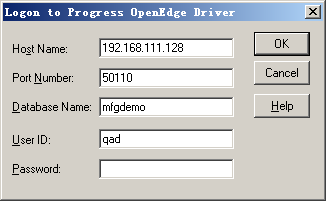 Logon to Progress OpenEdge Driver
Host Name: 192.168.111.128 OK
Port Number: 50110 Cancel
Database Name: mfgdemo Help
User ID: qad
Password: